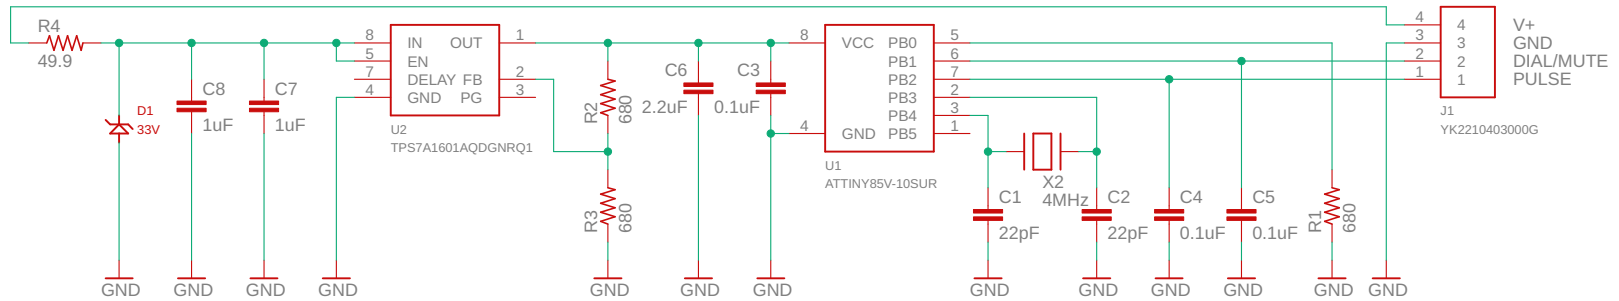 R4
49.9
D1
33V
C8
1uF
C7
1uF
8 IN OUT 1
5 EN
7 DELAY FB 2
4 GND PG 3
U2
TPS7A1601AQDGNRQ1
R2
680
R3
680
C6
2.2uF
C3
0.1uF
8 VCC PB0 5
PB1 6
PB2 7
PB3 2
PB4 3
4 GND PB5 1
U1
ATTINY85V-10SUR
X2
4MHz
C1
22pF
C2
22pF
C4
0.1uF
C5
0.1uF
R1
680
4 4 V+
3 3 GND
2 2 DIAL/MUTE
1 1 PULSE
J1
YK2210403000G
GND GND GND GND GND GND GND GND GND GND GND GND GND